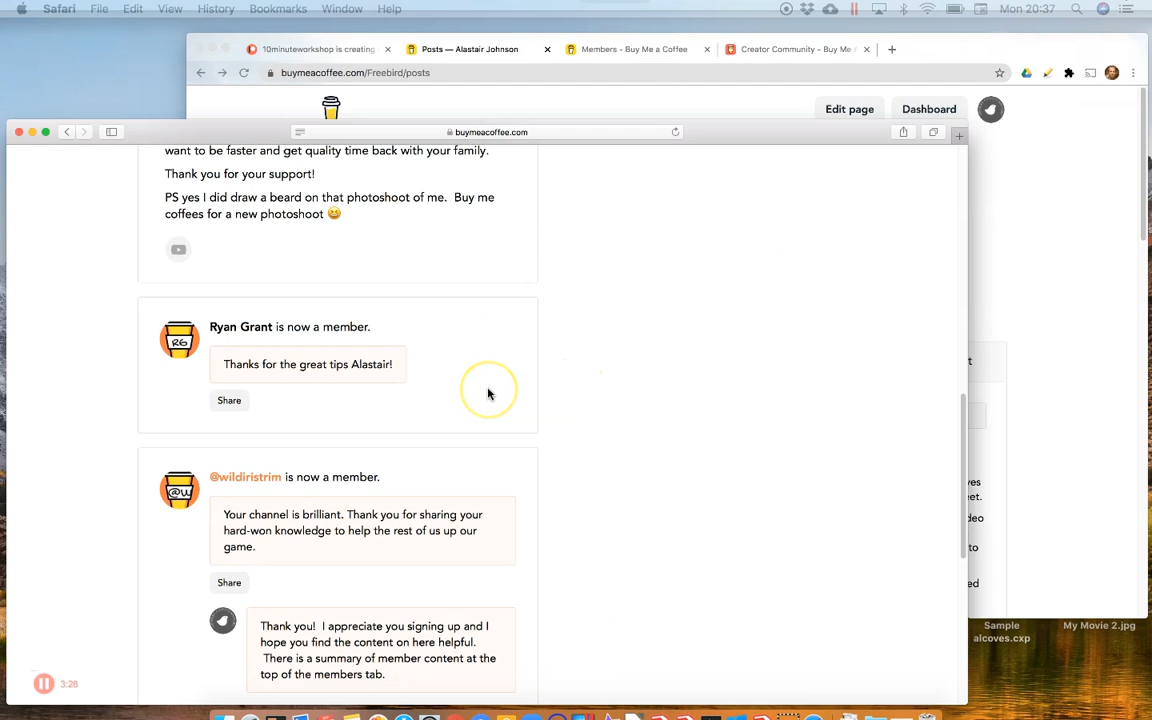 Safari File Edit View History Bookmarks Window Help Mon 20:37
10minuteworkshop is creating Posts — Alastair Johnson Members - Buy Me a Coffee Creator Community - Buy Me
buymeacoffee.com/Freebird/posts
Edit page Dashboard
buymeacoffee.com
want to be faster and get quality time back with your family.
Thank you for your support!
PS yes I did draw a beard on that photoshoot of me. Buy me
coffees for a new photoshoot 😆
Ryan Grant is now a member.
RG
Thanks for the great tips Alastair!
Share
@wildiristrim is now a member.
@W
Your channel is brilliant. Thank you for sharing your
hard-won knowledge to help the rest of us up our
game.
Share
Thank you! I appreciate you signing up and I
hope you find the content on here helpful.
There is a summary of member content at the
top of the members tab.
3:28
Sample
alcoves.cxp
My Movie 2.jpg